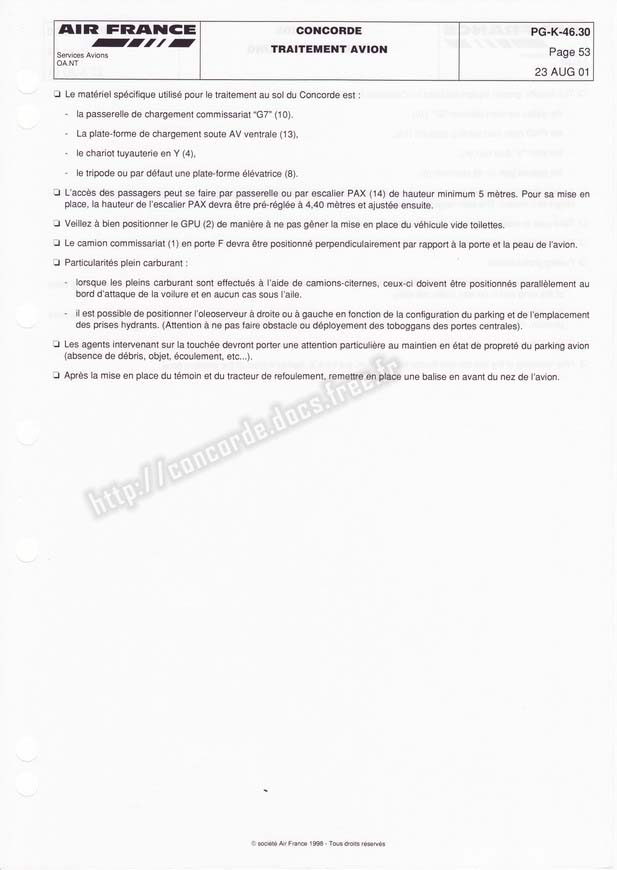 AIR FRANCE
Services Avions
OA.NT
CONCORDE
TRAITEMENT AVION
PG-K-46.30
Page 53
23 AUG 01
❏ Le matériel spécifique utilisé pour le traitement au sol du Concorde est :
- la passerelle de chargement commissariat “G7” (10).
- La plate-forme de chargement soute AV ventrale (13),
- le chariot tuyauterie en Y (4),
- le tripode ou par défaut une plate-forme élévatrice (8).
❏ L'accès des passagers peut se faire par passerelle ou par escalier PAX (14) de hauteur minimum 5 mètres. Pour sa mise en
place, la hauteur de l'escalier PAX devra être pré-réglée à 4,40 mètres et ajustée ensuite.
❏ Veillez à bien positionner le GPU (2) de manière à ne pas gêner la mise en place du véhicule vide toilettes.
❏ Le camion commissariat (1) en porte F devra être positionné perpendiculairement par rapport à la porte et la peau de l'avion.
❏ Particularités plein carburant :
- lorsque les pleins carburant sont effectués à l'aide de camions-citernes, ceux-ci doivent être positionnés parallèlement au
bord d'attaque de la voilure et en aucun cas sous l'aile.
- il est possible de positionner l'oleoserveur à droite ou à gauche en fonction de la configuration du parking et de l'emplacement
des prises hydrants. (Attention à ne pas faire obstacle ou déployement des toboggans des portes centrales).
❏ Les agents intervenant sur la touchée devront porter une attention particulière au maintien en état de propreté du parking avion
(absence de débris, objet, écoulement, etc...).
❏ Après la mise en place du témoin et du tracteur de refoulement, remettre en place une balise en avant du nez de l'avion.
http://concorde.docs.free.fr
© société Air France 1998 - Tous droits réservés